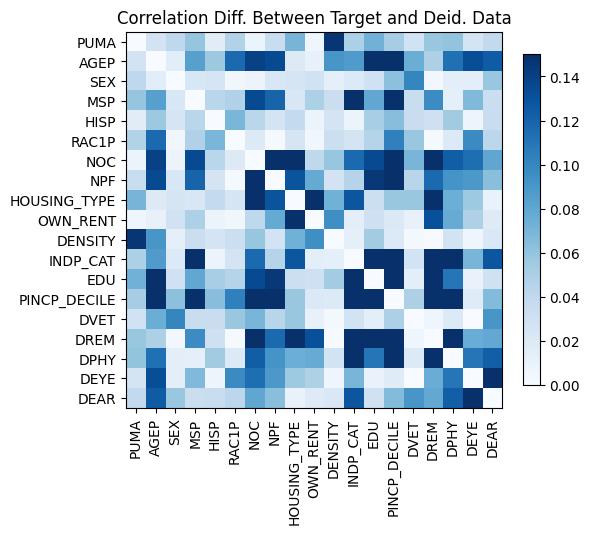 Correlation Diff. Between Target and Deid. Data
PUMA
AGEP
SEX
MSP
HISP
RAC1P
NOC
NPF
HOUSING_TYPE
OWN_RENT
DENSITY
INDP_CAT
EDU
PINCP_DECILE
DVET
DREM
DPHY
DEYE
DEAR
PUMA
AGEP
SEX
MSP
HISP
RAC1P
NOC
NPF
HOUSING_TYPE
OWN_RENT
DENSITY
INDP_CAT
EDU
PINCP_DECILE
DVET
DREM
DPHY
DEYE
DEAR
0.14
0.12
0.10
0.08
0.06
0.04
0.02
0.00